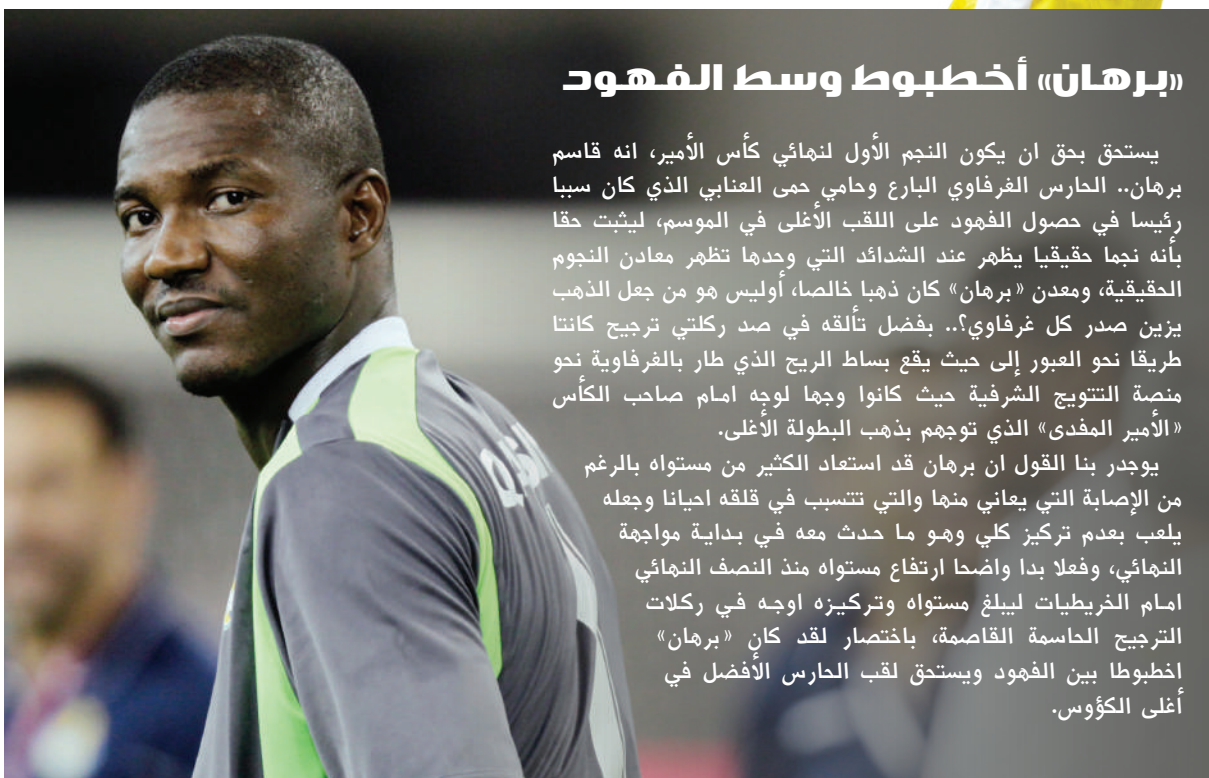 «برهان» أخطبوط وسط الفهود
يستحق بحق ان يكون النجم الأول لنهائي كأس الأمير، انه قاسم
برهان.. الحارس الغرفاوي البارع وحامي حمى العنابي الذي كان سببا
رئيسا في حصول الفهود على اللقب الأغلى في الموسم، ليثبت حقا
بأنه نجما حقيقيا يظهر عند الشدائد التي وحدها تظهر معادن النجوم
الحقيقية، ومعدن «برهان» كان ذهبا خالصا، أوليس هو من جعل الذهب
يزين صدر كل غرفاوي؟.. بفضل تألقه في صد ركلتي ترجيح كانتا
طريقا نحو العبور إلى حيث يقع بساط الريح الذي طار بالغرفاوية نحو
منصة التتويج الشرفية حيث كانوا وجها لوجه امام صاحب الكأس
«الأمير المفدى» الذي توجهم بذهب البطولة الأغلى.
يوجدر بنا القول ان برهان قد استعاد الكثير من مستواه بالرغم
من الإصابة التي يعاني منها والتي تتسبب في قلقه احيانا وجعله
يلعب بعدم تركيز كلي وهو ما حدث معه في بداية مواجهة
النهائي، وفعلا بدا واضحا ارتفاع مستواه منذ النصف النهائي
امام الخريطيات ليبلغ مستواه وتركيزه اوجه في ركلات
الترجيح الحاسمة القاصمة، باختصار لقد كان «برهان»
اخطبوطا بين الفهود ويستحق لقب الحارس الأفضل في
أغلى الكؤوس.